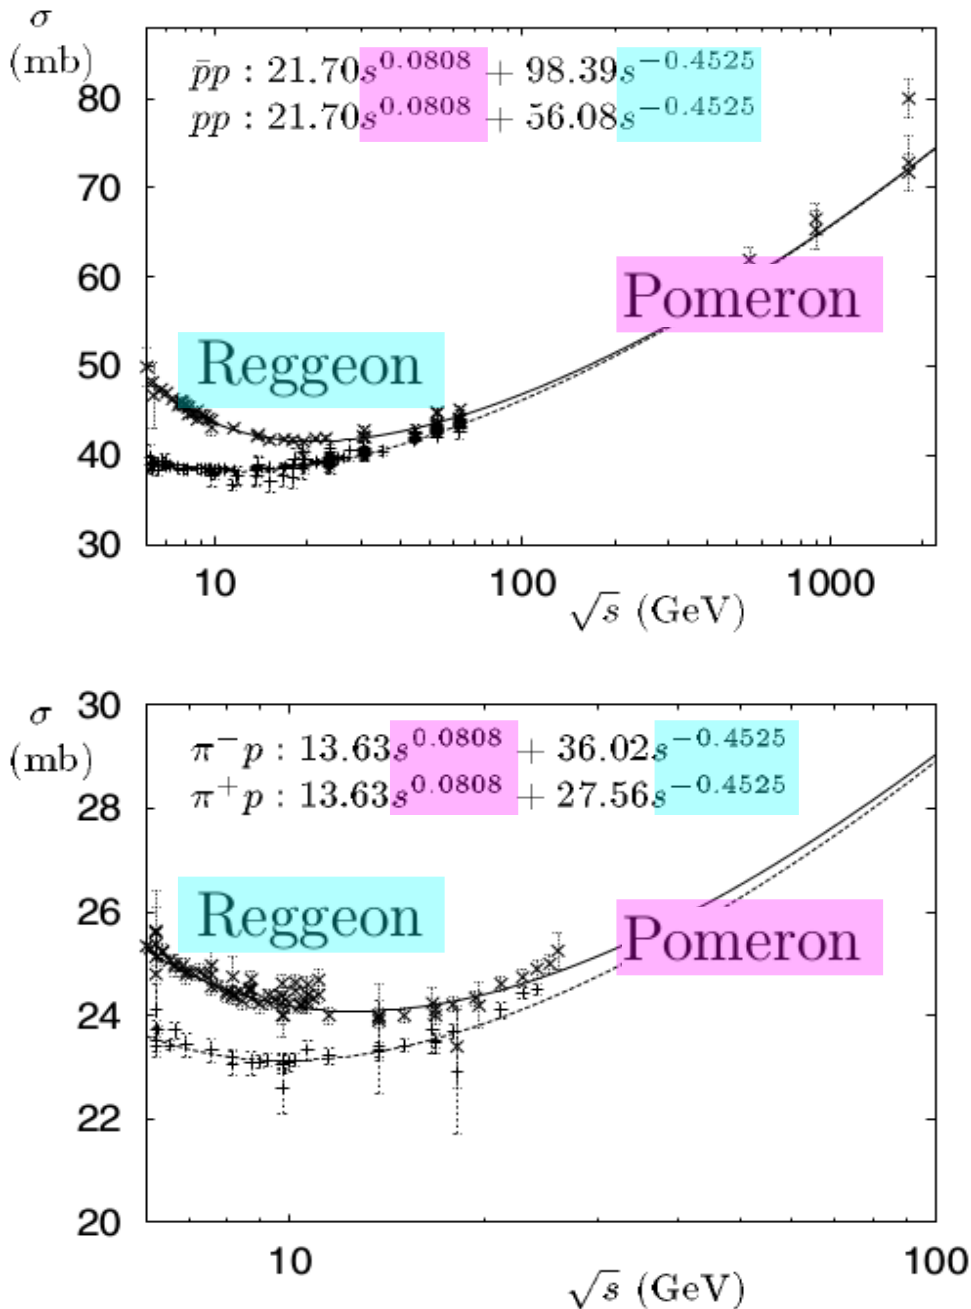 σ
(mb)
p̄p : 21.70s^0.0808 + 98.39s^−0.4525
pp : 21.70s^0.0808 + 56.08s^−0.4525
80
70
60
50
40
30
Pomeron
Reggeon
10 100 1000
√s (GeV)
σ
(mb)
π^−p : 13.63s^0.0808 + 36.02s^−0.4525
π^+p : 13.63s^0.0808 + 27.56s^−0.4525
30
28
26
24
22
20
Reggeon
Pomeron
10 100
√s (GeV)